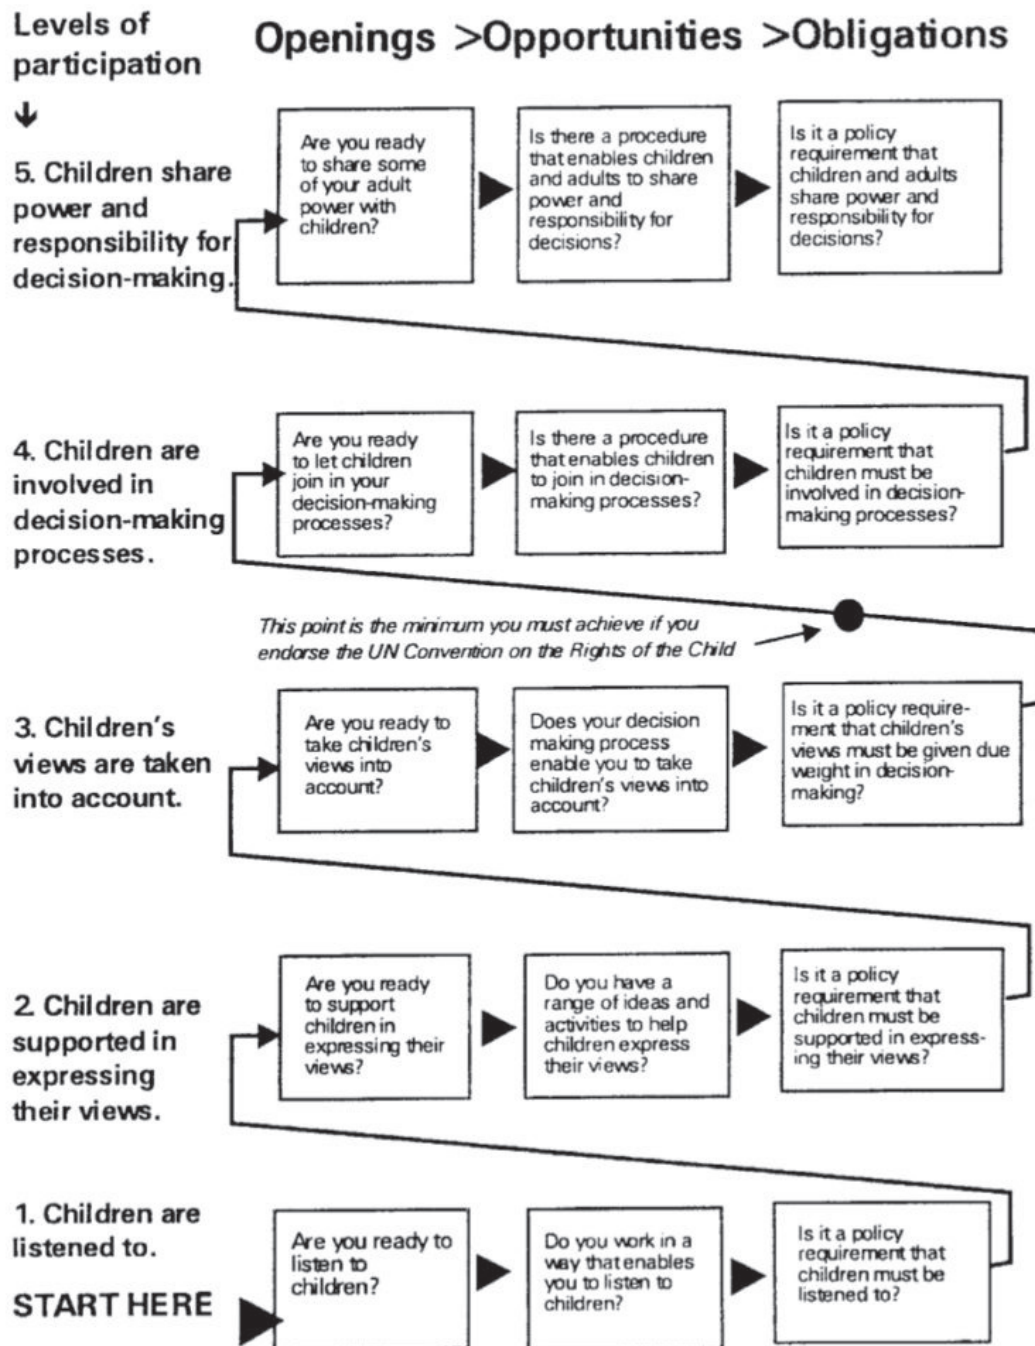 Levels of
participation
Openings >Opportunities >Obligations
5. Children share
power and
responsibility for
decision-making.
Are you ready
to share some
of your adult
power with
children?
Is there a procedure
that enables children
and adults to share
power and
responsibility for
decisions?
Is it a policy
requirement that
children and adults
share power and
responsibility for
decisions?
4. Children are
involved in
decision-making
processes.
Are you ready
to let children
join in your
decision-making
processes?
Is there a procedure
that enables children
to join in decision-
making processes?
Is it a policy
requirement that
children must be
involved in decision-
making processes?
This point is the minimum you must achieve if you
endorse the UN Convention on the Rights of the Child
3. Children's
views are taken
into account.
Are you ready to
take children's
views into
account?
Does your decision
making process
enable you to take
children's views into
account?
Is it a policy require-
ment that children's
views must be given due
weight in decision-
making?
2. Children are
supported in
expressing
their views.
Are you ready
to support
children in
expressing their
views?
Do you have a
range of ideas and
activities to help
children express
their views?
Is it a policy
requirement that
children must be
supported in express-
ing their views?
1. Children are
listened to.
START HERE
Are you ready to
listen to
children?
Do you work in a
way that enables
you to listen to
children?
Is it a policy
requirement that
children must be
listened to?